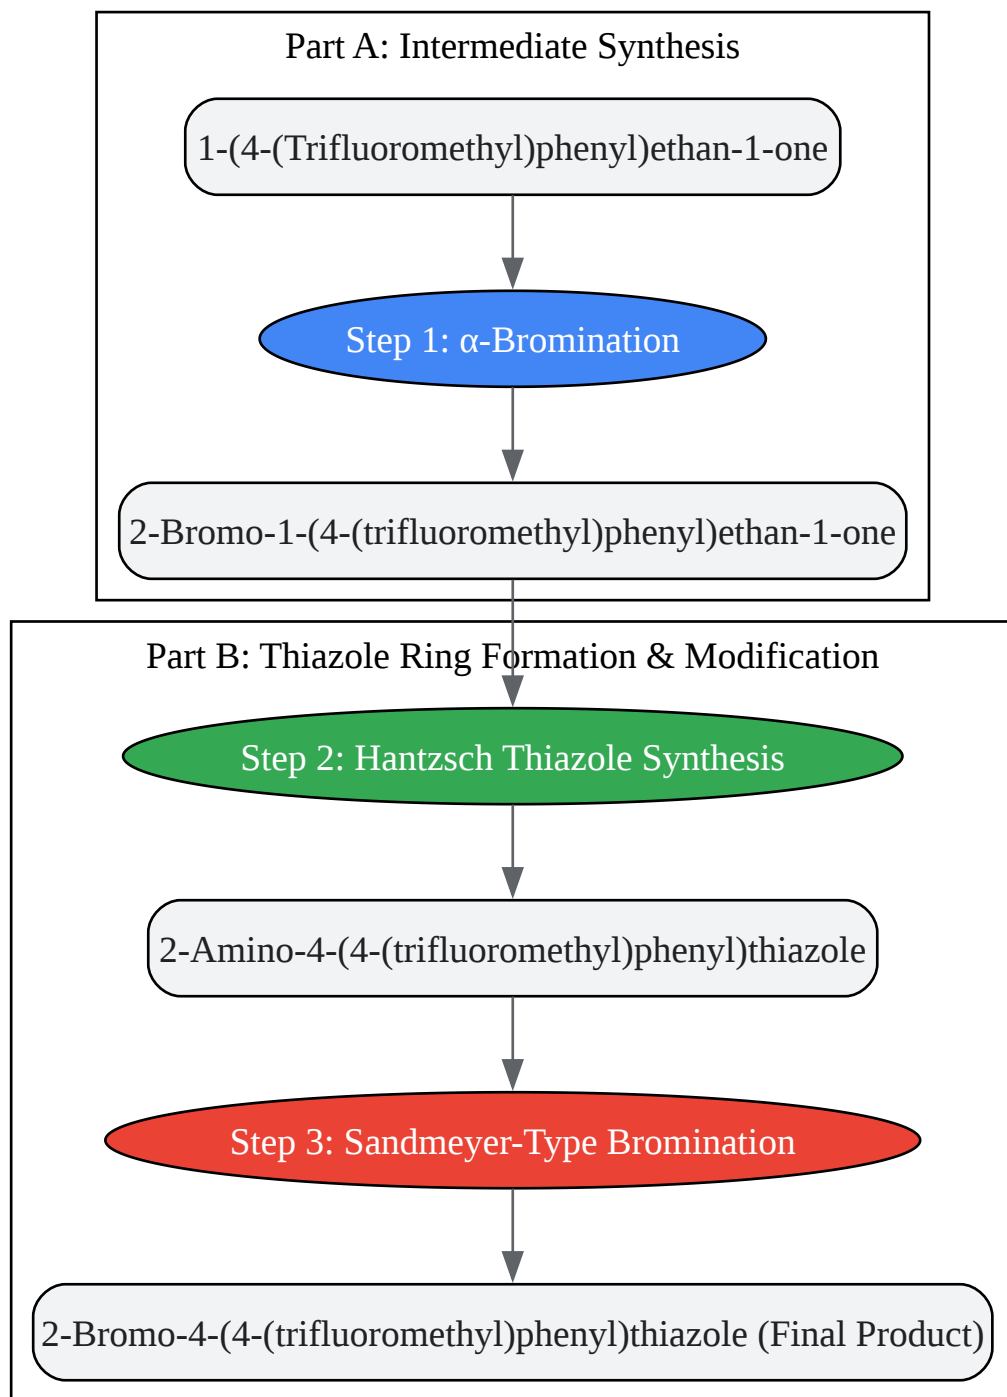 Part A: Intermediate Synthesis
1-(4-(Trifluoromethyl)phenyl)ethan-1-one
Step 1: α-Bromination
2-Bromo-1-(4-(trifluoromethyl)phenyl)ethan-1-one
Part B: Thiazole Ring Formation & Modification
Step 2: Hantzsch Thiazole Synthesis
2-Amino-4-(4-(trifluoromethyl)phenyl)thiazole
Step 3: Sandmeyer-Type Bromination
2-Bromo-4-(4-(trifluoromethyl)phenyl)thiazole (Final Product)